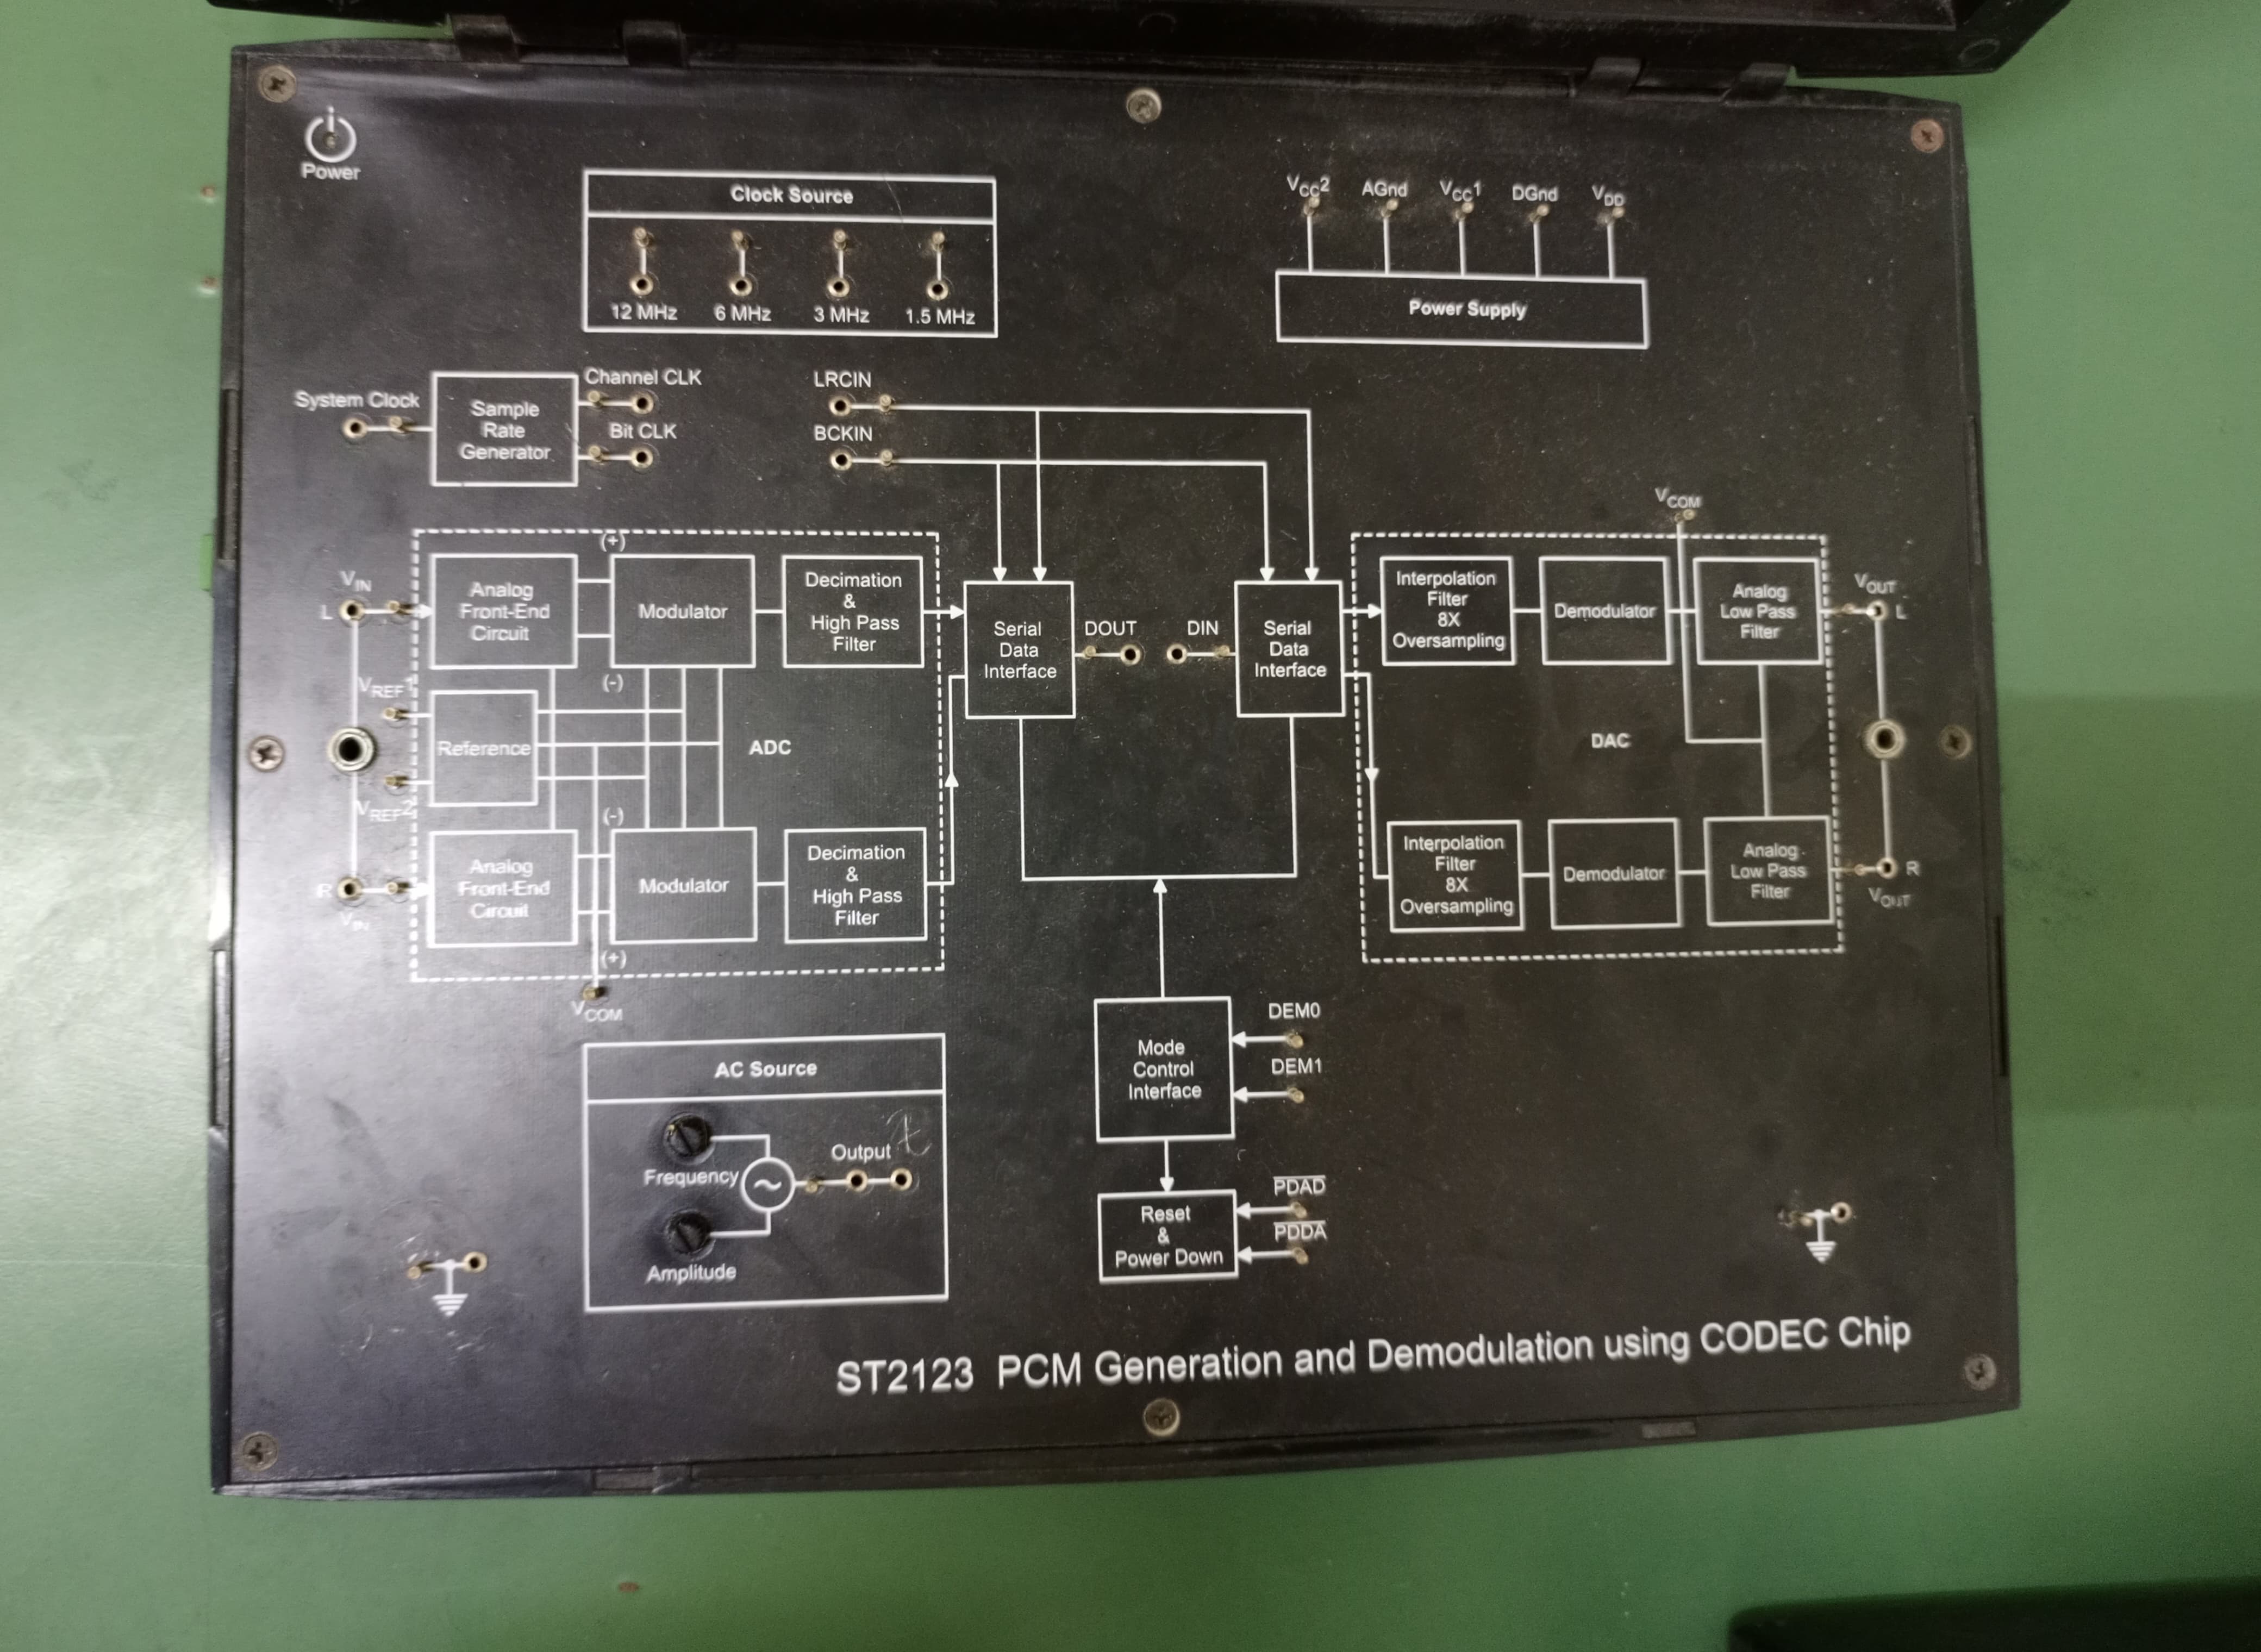 Power
Clock Source
12 MHz 6 MHz 3 MHz 1.5 MHz
VCC2 AGnd VCC1 DGnd VDD
Power Supply
System Clock
Sample
Rate
Generator
Channel CLK
Bit CLK
LRCIN
BCKIN
VIN
L
VREF1
VREF2
R
VIN
(+)
Analog
Front-End
Circuit
Modulator
Decimation
&
High Pass
Filter
(-)
Reference
ADC
(-)
Analog
Front-End
Circuit
Modulator
Decimation
&
High Pass
Filter
(+)
VCOM
Serial
Data
Interface
DOUT
DIN
Serial
Data
Interface
VCOM
Interpolation
Filter
8X
Oversampling
Demodulator
Analog
Low Pass
Filter
VOUT
L
DAC
Interpolation
Filter
8X
Oversampling
Demodulator
Analog
Low Pass
Filter
R
VOUT
AC Source
Frequency
Output
Amplitude
Mode
Control
Interface
DEM0
DEM1
Reset
&
Power Down
PDAD
PDDA
ST2123 PCM Generation and Demodulation using CODEC Chip